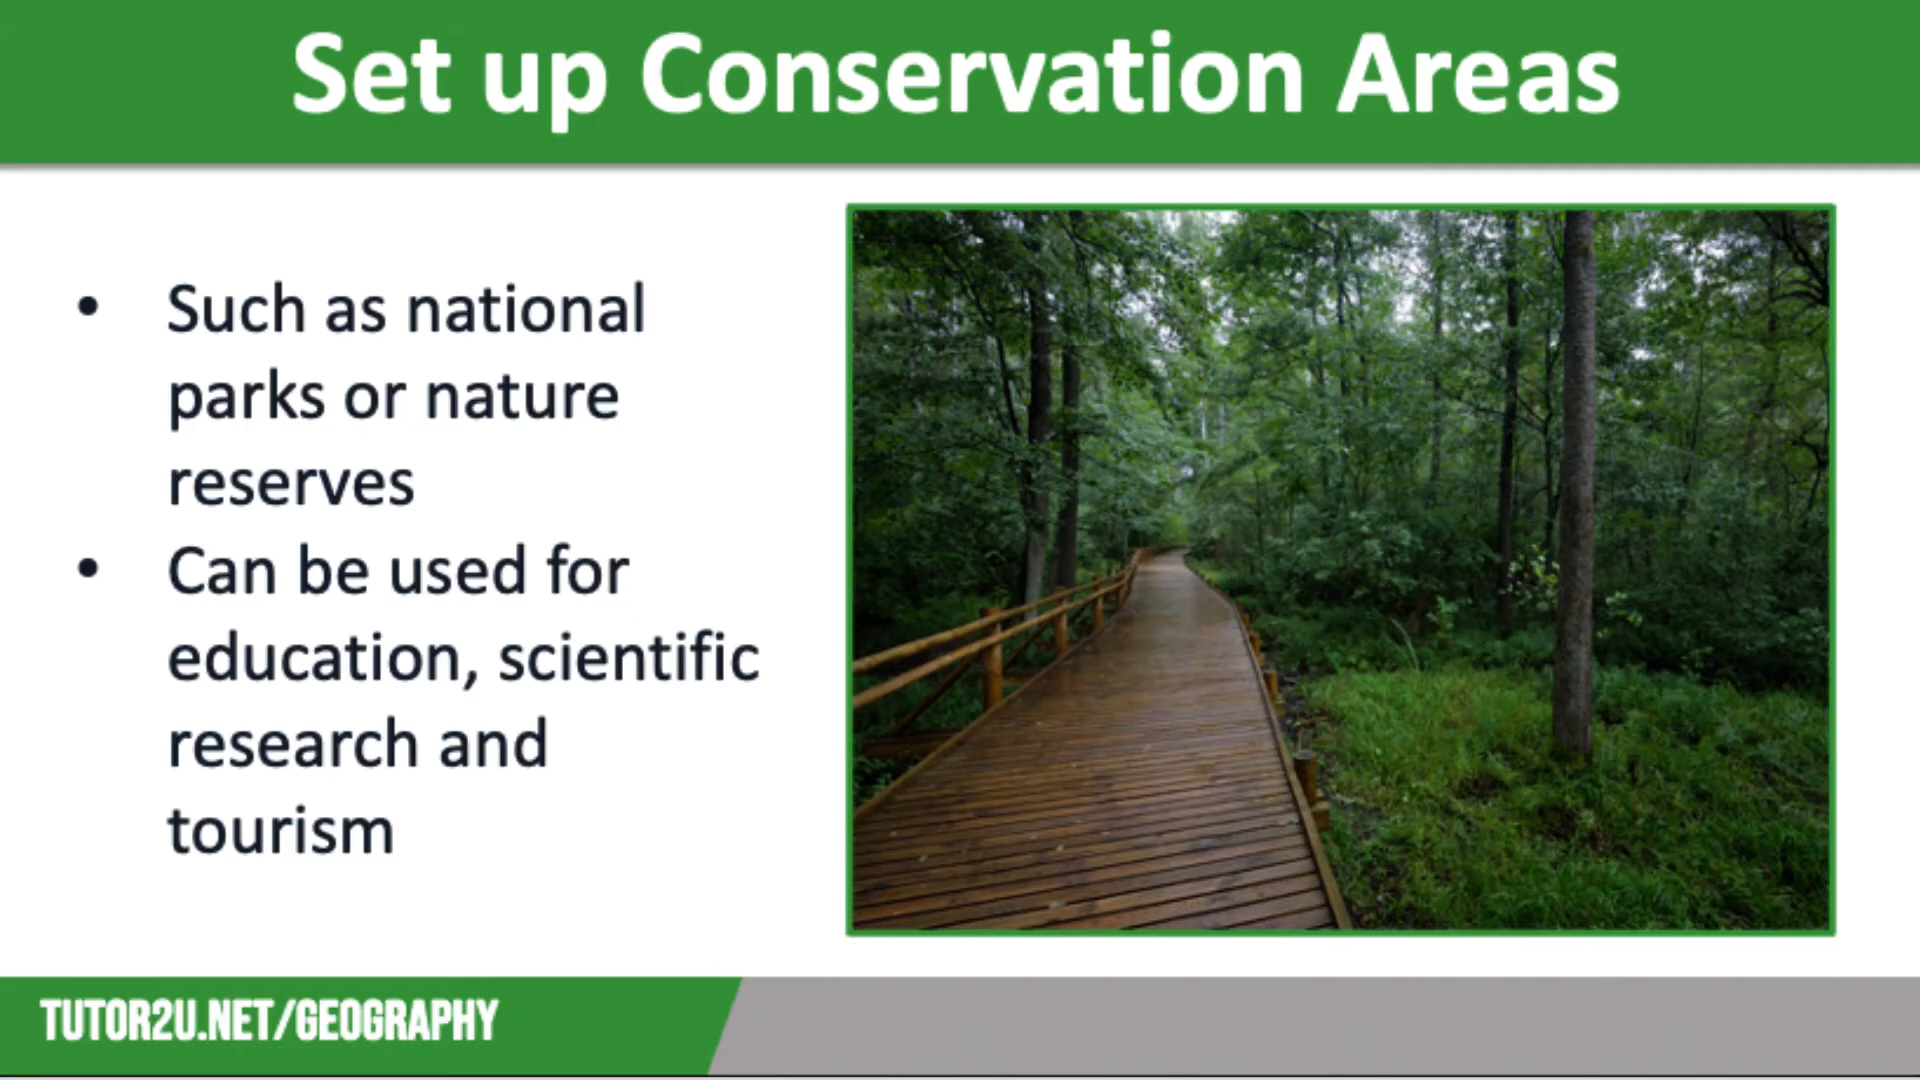 Set up Conservation Areas
• Such as national
parks or nature
reserves
• Can be used for
education, scientific
research and
tourism
TUTOR2U.NET/GEOGRAPHY